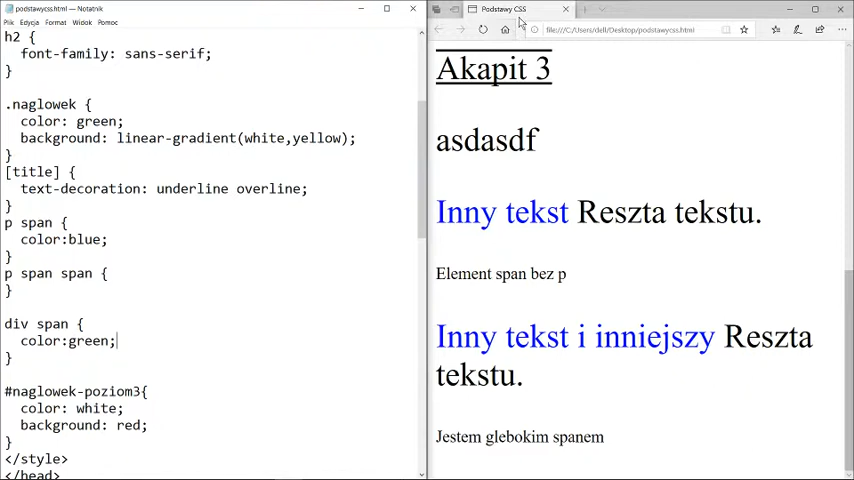 podstawycss.html — Notatnik
Plik Edycja Format Widok Pomoc
h2 {
font-family: sans-serif;
}
.naglowek {
color: green;
background: linear-gradient(white,yellow);
}
[title] {
text-decoration: underline overline;
}
p span {
color:blue;
}
p span span {
}
div span {
color:green;
}
#naglowek-poziom3{
color: white;
background: red;
}
</style>
</head>
Podstawy CSS
file:///C:/Users/dell/Desktop/podstawycss.html
Akapit 3
asdasdf
Inny tekst Reszta tekstu.
Element span bez p
Inny tekst i inniejszy Reszta
tekstu.
Jestem glebokim spanem